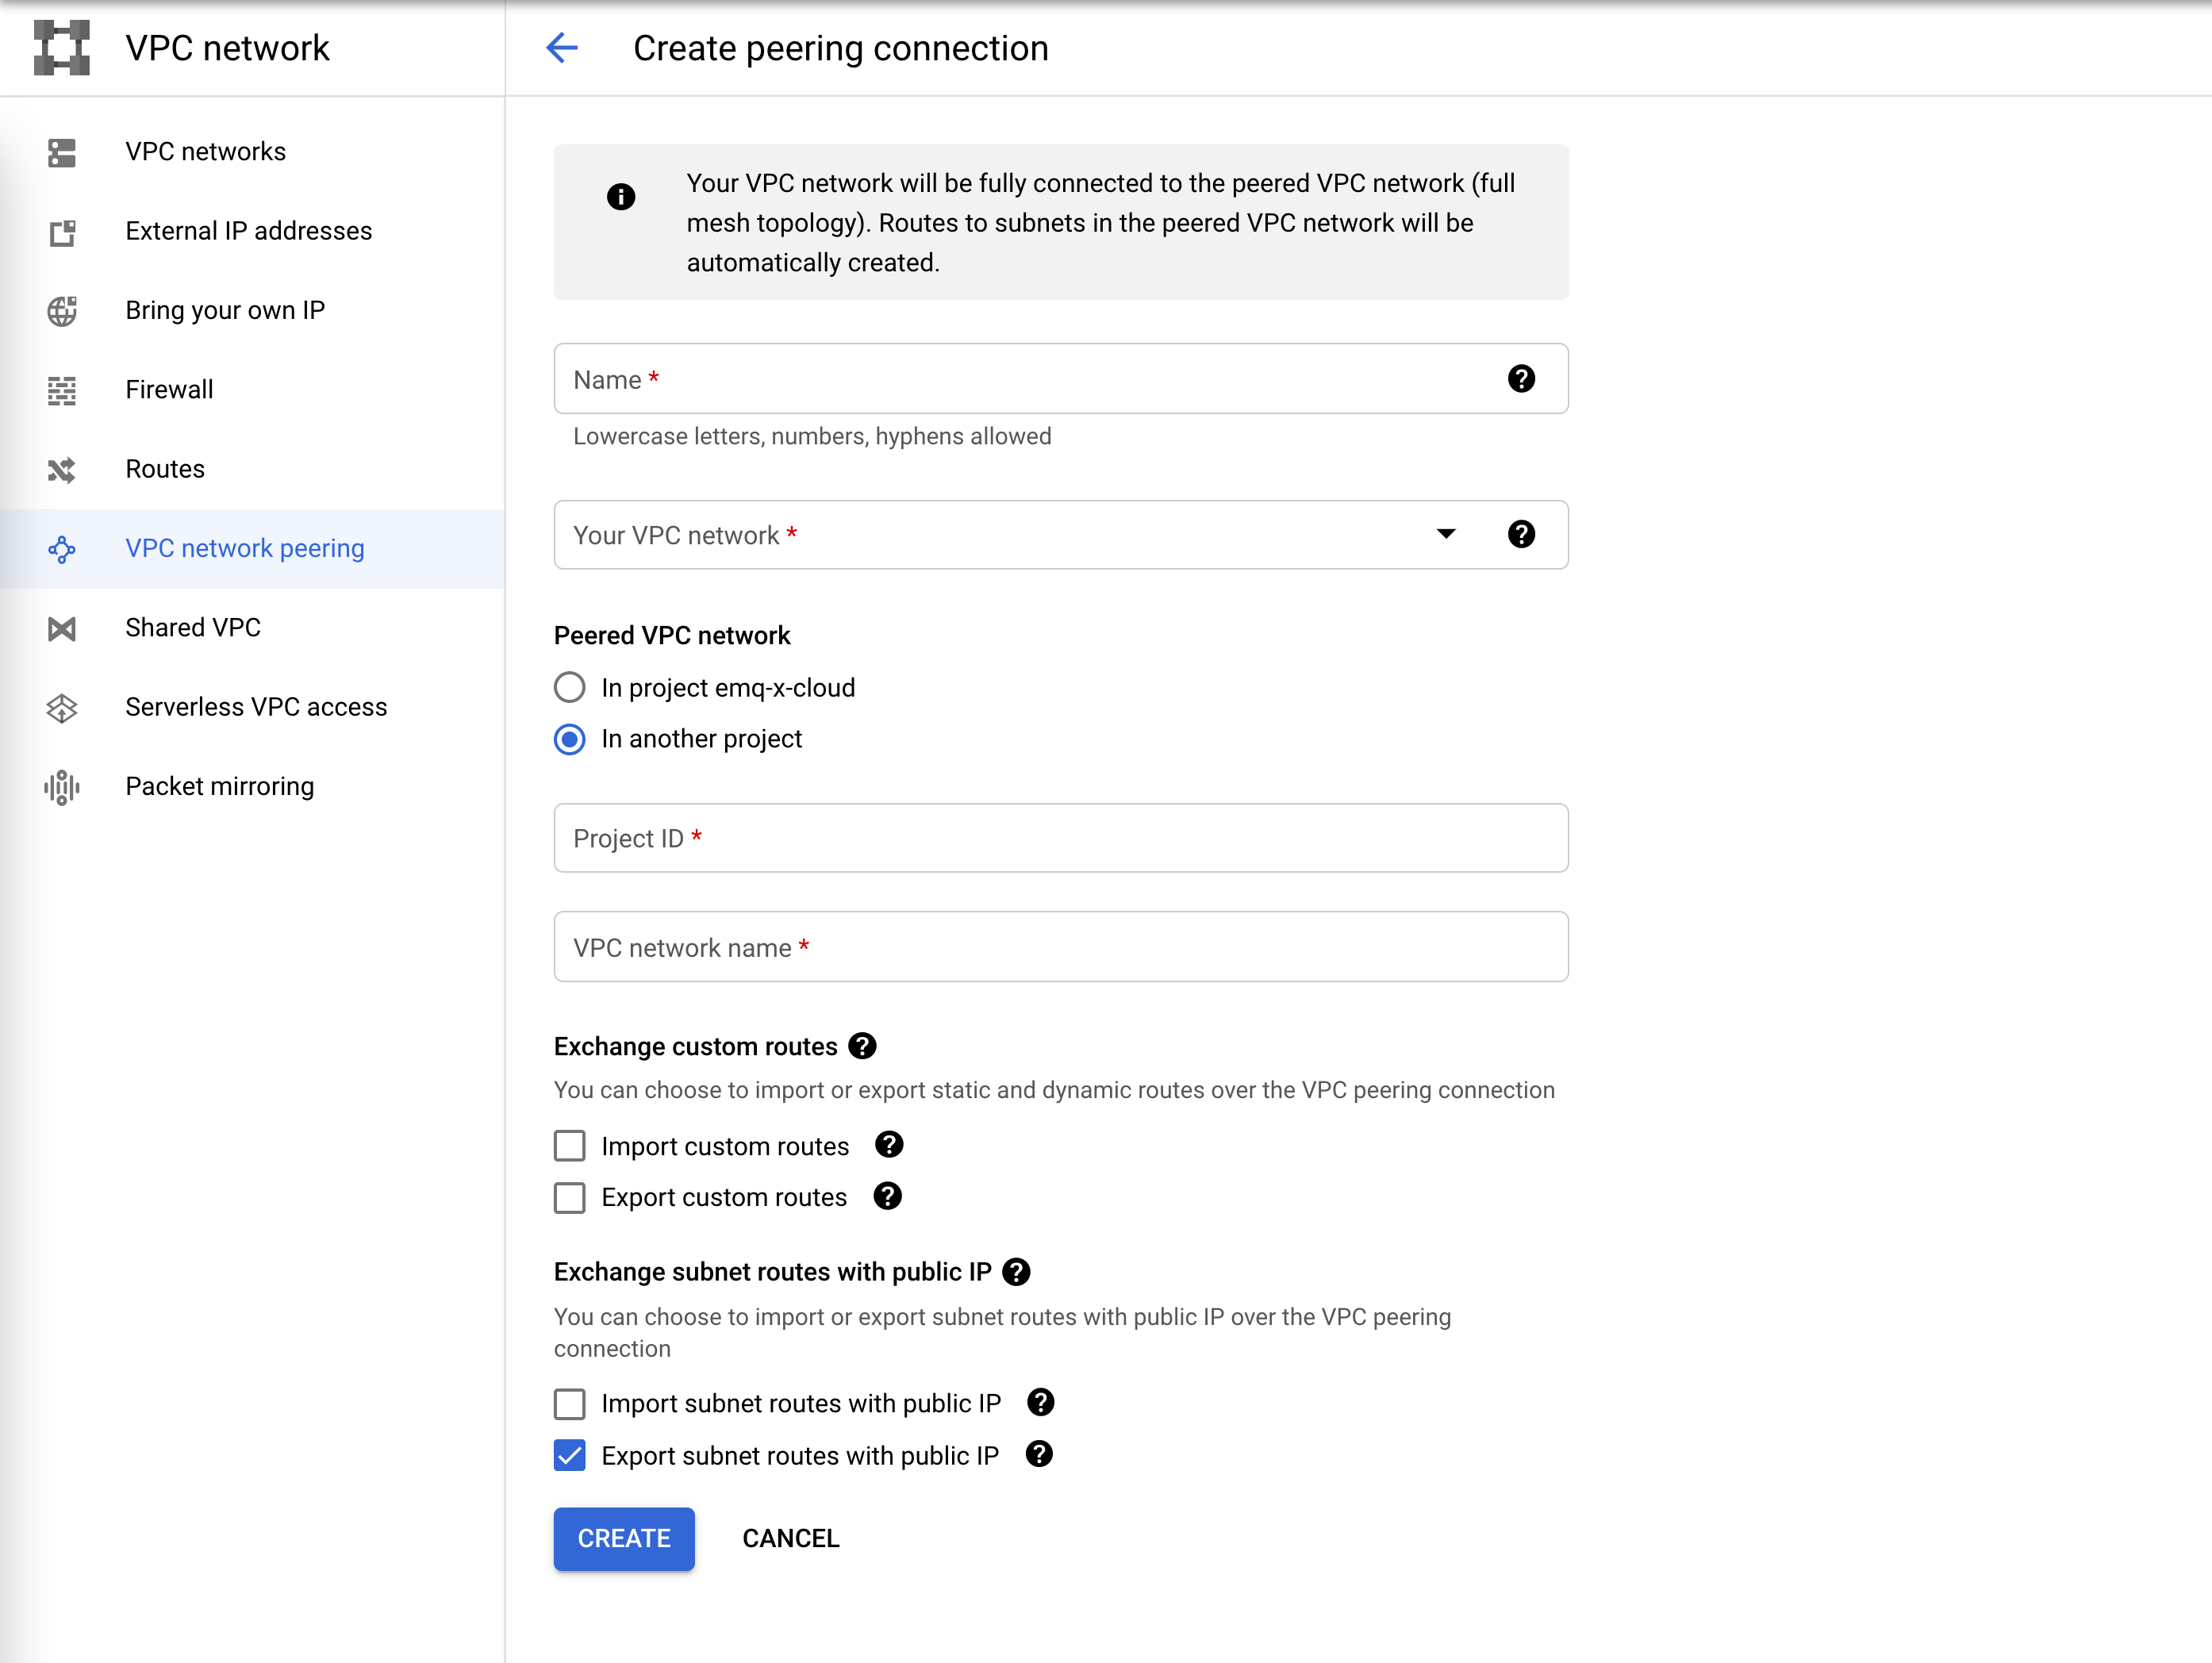 VPC network
Create peering connection
VPC networks
External IP addresses
Bring your own IP
Firewall
Routes
VPC network peering
Shared VPC
Serverless VPC access
Packet mirroring
Your VPC network will be fully connected to the peered VPC network (full
mesh topology). Routes to subnets in the peered VPC network will be
automatically created.
Name *
Lowercase letters, numbers, hyphens allowed
Your VPC network *
Peered VPC network
In project emq-x-cloud
In another project
Project ID *
VPC network name *
Exchange custom routes
You can choose to import or export static and dynamic routes over the VPC peering connection
Import custom routes
Export custom routes
Exchange subnet routes with public IP
You can choose to import or export subnet routes with public IP over the VPC peering
connection
Import subnet routes with public IP
Export subnet routes with public IP
CREATE
CANCEL